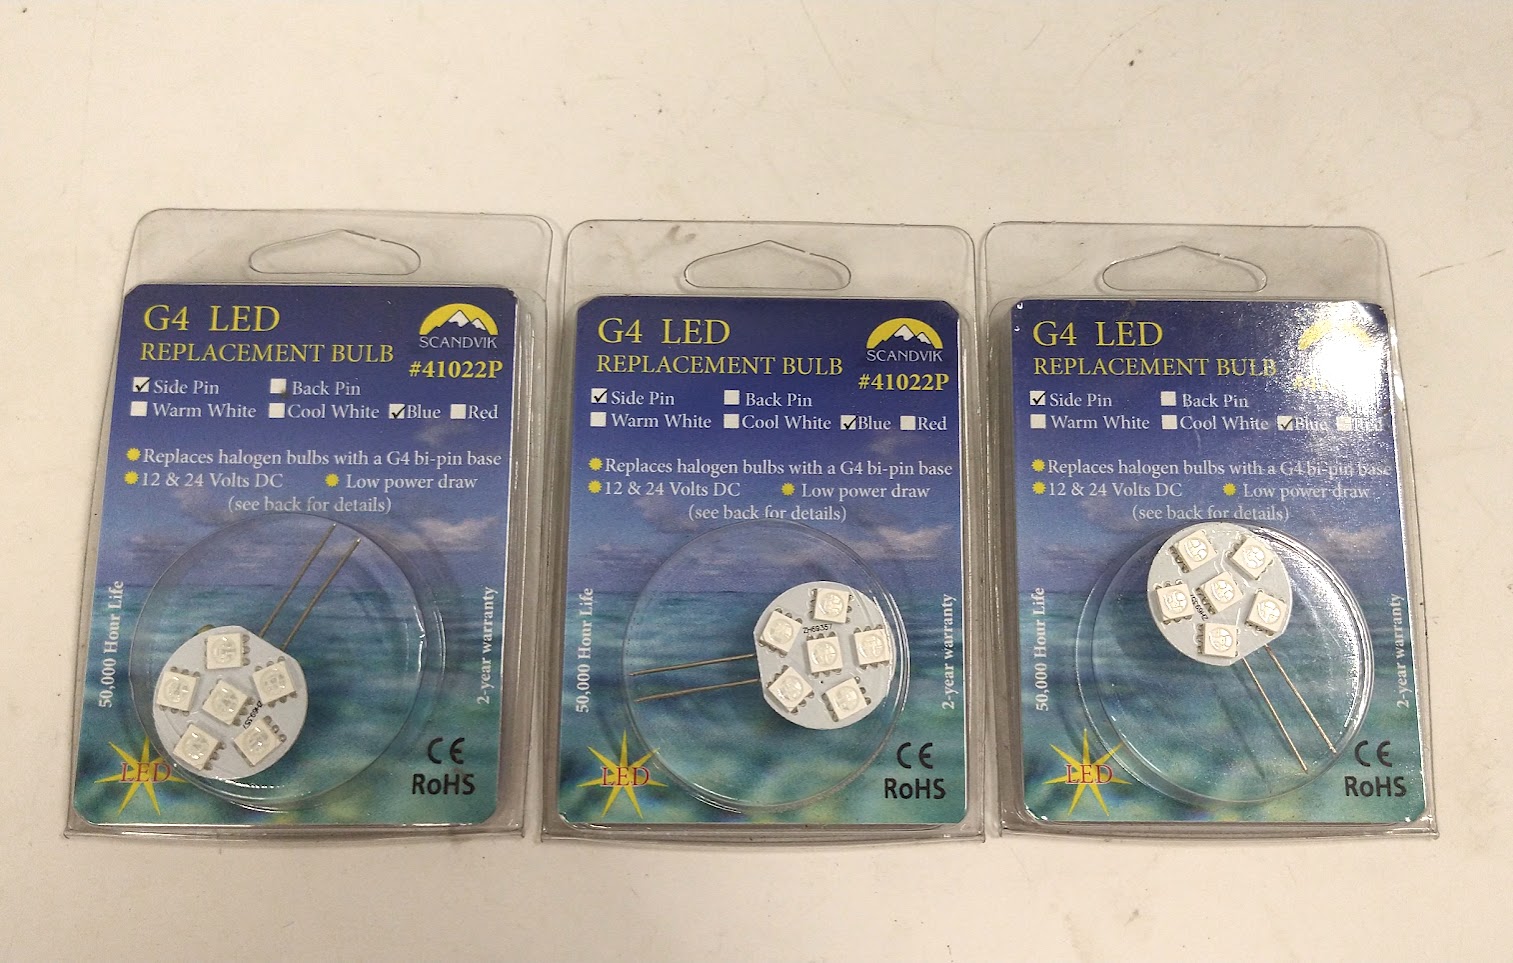 G4 LED
REPLACEMENT BULB
SCANDVIK
#41022P
Side Pin Back Pin
Warm White Cool White Blue Red
Replaces halogen bulbs with a G4 bi-pin base
12 & 24 Volts DC Low power draw
(see back for details)
50,000 Hour Life
2-year warranty
LED
CE
RoHS
G4 LED
REPLACEMENT BULB
SCANDVIK
#41022P
Side Pin Back Pin
Warm White Cool White Blue Red
Replaces halogen bulbs with a G4 bi-pin base
12 & 24 Volts DC Low power draw
(see back for details)
ZH69357
50,000 Hour Life
2-year warranty
LED
CE
RoHS
G4 LED
REPLACEMENT BULB
Side Pin Back Pin
Warm White Cool White Blue Red
Replaces halogen bulbs with a G4 bi-pin base
12 & 24 Volts DC Low power draw
(see back for details)
50,000 Hour Life
2-year warranty
LED
CE
RoHS